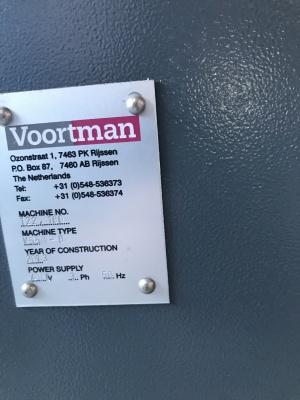 Voortman
Ozonstraat 1, 7463 PK Rijssen
P.O. Box 87, 7460 AB Rijssen
The Netherlands
Tel: +31 (0)548-536373
Fax: +31 (0)548-536374
MACHINE NO.
MACHINE TYPE
YEAR OF CONSTRUCTION
POWER SUPPLY
V Ph Hz